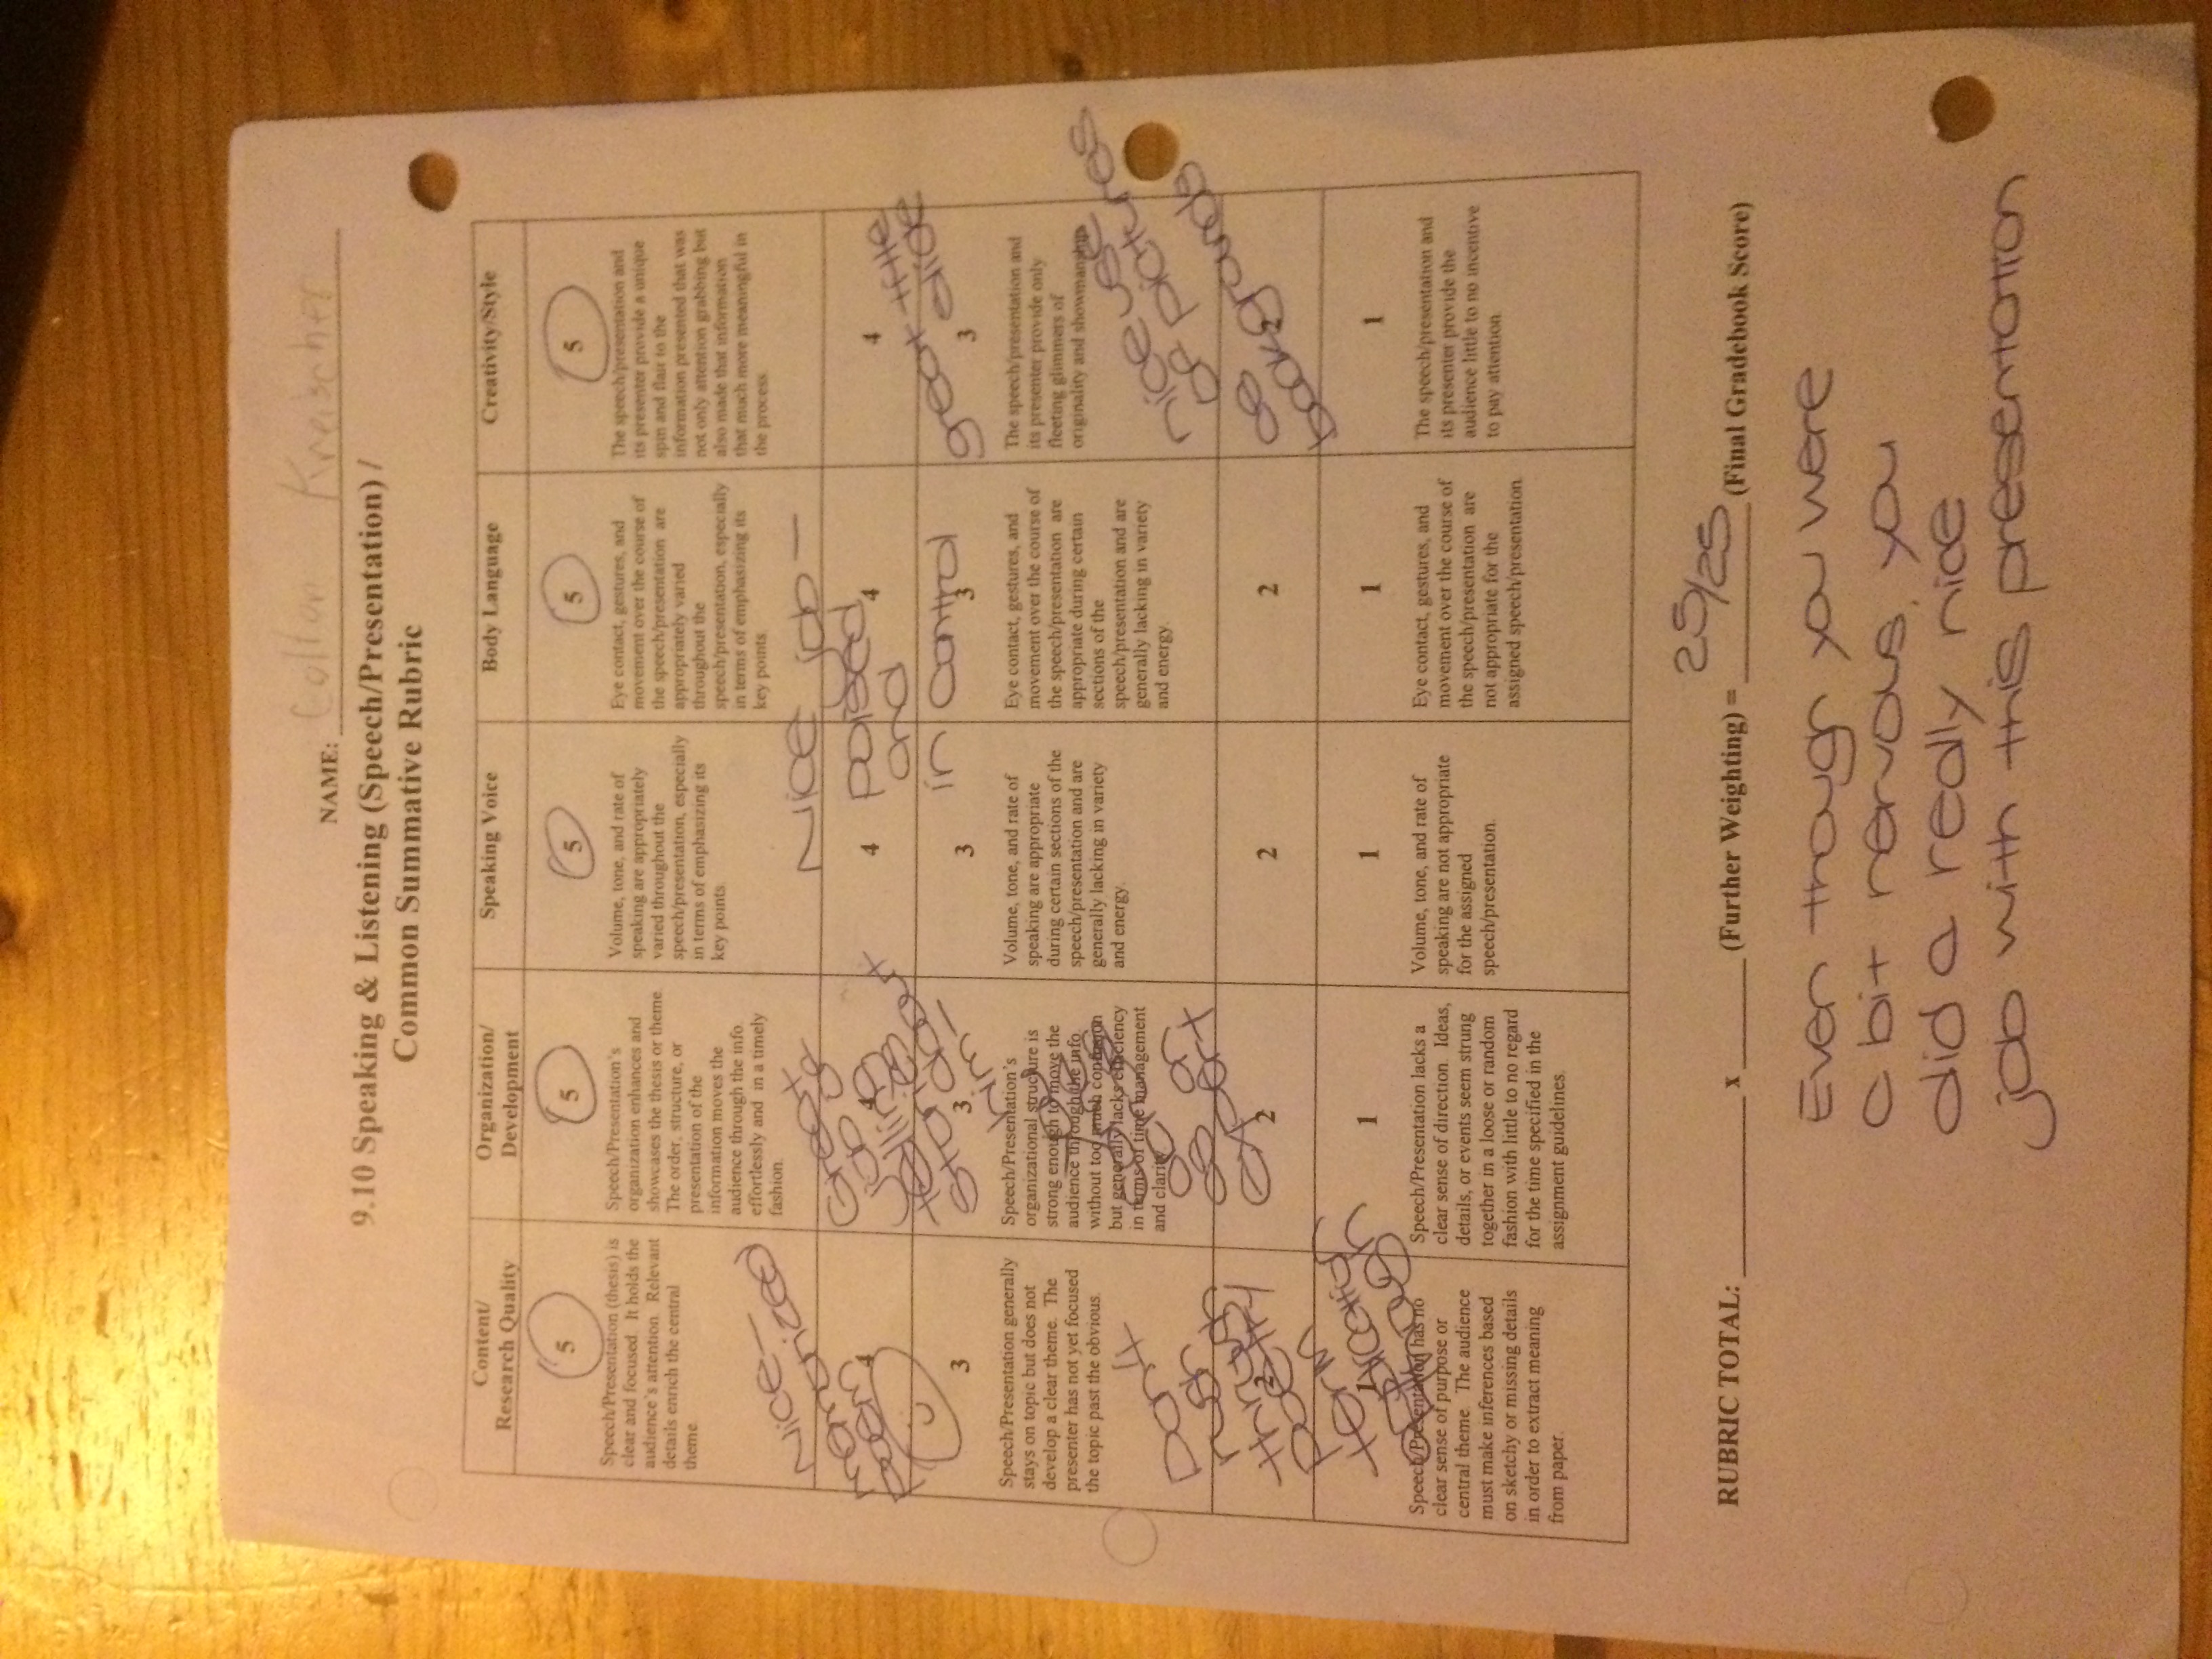 NAME: Colton Kreischer
9.10 Speaking & Listening (Speech/Presentation) /
Common Summative Rubric
Content/
Research Quality
Organization/
Development
Speaking Voice
Body Language
Creativity/Style
5
Speech/Presentation (thesis) is
clear and focused. It holds the
audience's attention. Relevant
details enrich the central
theme.
Nice-
memorized
poem
5
Speech/Presentation's
organization enhances and
showcases the thesis or theme.
The order, structure, or
presentation of the
information moves the
audience through the info.
effortlessly and in a timely
fashion.
Great
job of
telling
stories
about
him-
5
Volume, tone, and rate of
speaking are appropriately
varied throughout the
speech/presentation, especially
in terms of emphasizing its
key points.
5
Eye contact, gestures, and
movement over the course of
the speech/presentation are
appropriately varied
throughout the
speech/presentation, especially
in terms of emphasizing its
key points.
Nice job-
poised
and
in control
5
The speech/presentation and
its presenter provide a unique
spin and flair to the
information presented that was
not only attention grabbing but
also made that information
that much more meaningful in
the process.
4
4
4
4
4
great title
slide
3
Speech/Presentation generally
stays on topic but does not
develop a clear theme. The
presenter has not yet focused
the topic past the obvious.
Don't
rush
through
poetry
term
explication
though
3
Speech/Presentation's
organizational structure is
strong enough to move the
audience through the info.
without too much confusion
but generally lacks efficiency
in terms of time management
and clarity.
across
as an
expert
3
Volume, tone, and rate of
speaking are appropriate
during certain sections of the
speech/presentation and are
generally lacking in variety
and energy.
3
Eye contact, gestures, and
movement over the course of
the speech/presentation are
appropriate during certain
sections of the
speech/presentation and are
generally lacking in variety
and energy.
3
The speech/presentation and
its presenter provide only
fleeting glimmers of
originality and showmanship.
nice use
of pictures
as
backgrounds
2
2
2
2
2
1
Speech/Presentation has no
clear sense of purpose or
central theme. The audience
must make inferences based
on sketchy or missing details
in order to extract meaning
from paper.
1
Speech/Presentation lacks a
clear sense of direction. Ideas,
details, or events seem strung
together in a loose or random
fashion with little to no regard
for the time specified in the
assignment guidelines.
1
Volume, tone, and rate of
speaking are not appropriate
for the assigned
speech/presentation.
1
Eye contact, gestures, and
movement over the course of
the speech/presentation are
not appropriate for the
assigned speech/presentation.
1
The speech/presentation and
its presenter provide the
audience little to no incentive
to pay attention.
RUBRIC TOTAL: x (Further Weighting) = 25/25 (Final Gradebook Score)
Even though you were
a bit nervous, you
did a really nice
job with this presentation